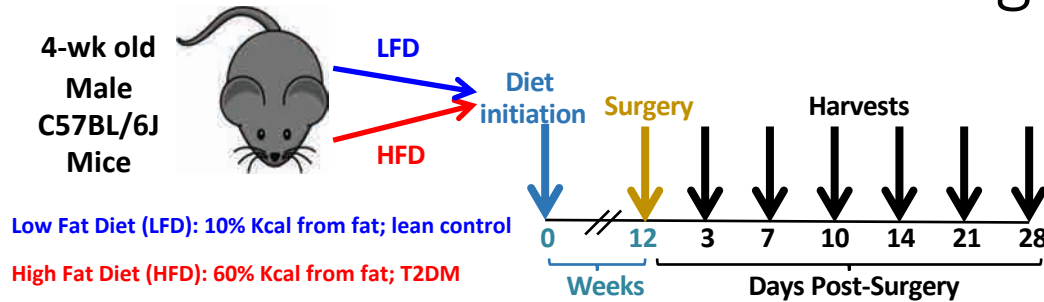 4-wk old
Male
C57BL/6J
Mice
LFD
HFD
Diet
initiation
Surgery
Harvests
Low Fat Diet (LFD): 10% Kcal from fat; lean control
High Fat Diet (HFD): 60% Kcal from fat; T2DM
0 12 3 7 10 14 21 28
Weeks
Days Post-Surgery